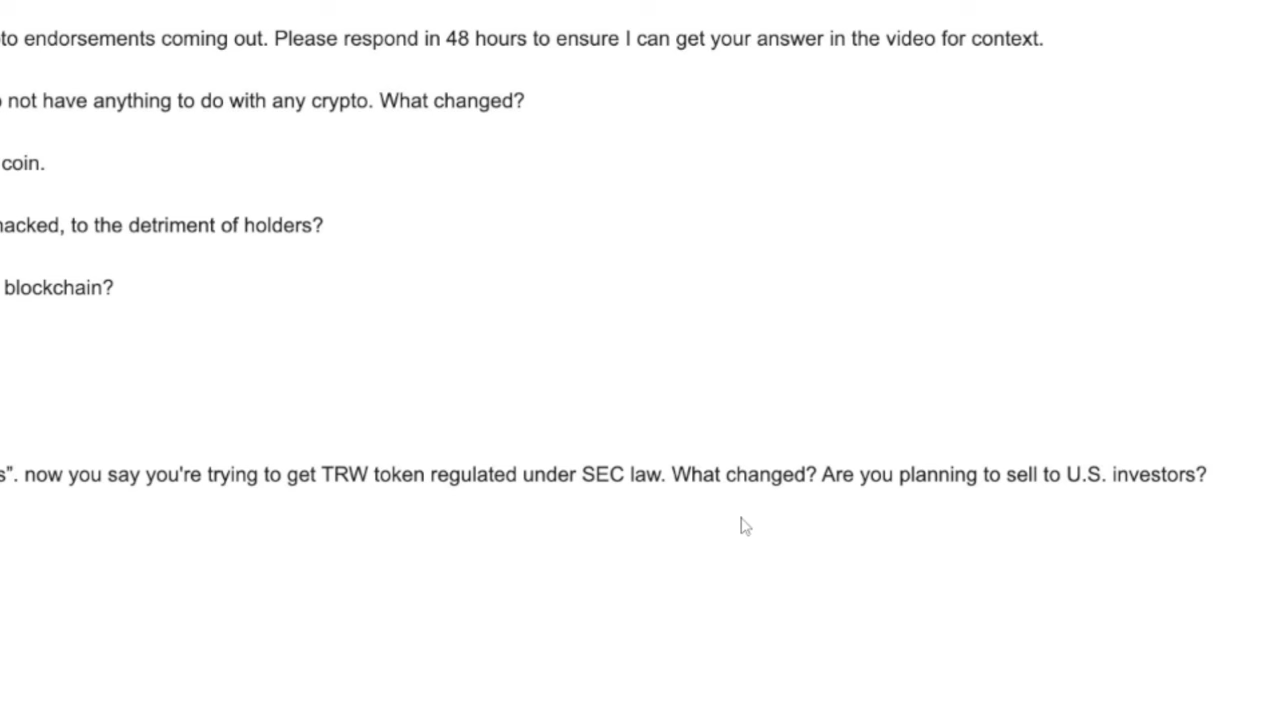 to endorsements coming out. Please respond in 48 hours to ensure I can get your answer in the video for context.
not have anything to do with any crypto. What changed?
coin.
acked, to the detriment of holders?
blockchain?
s". now you say you're trying to get TRW token regulated under SEC law. What changed? Are you planning to sell to U.S. investors?